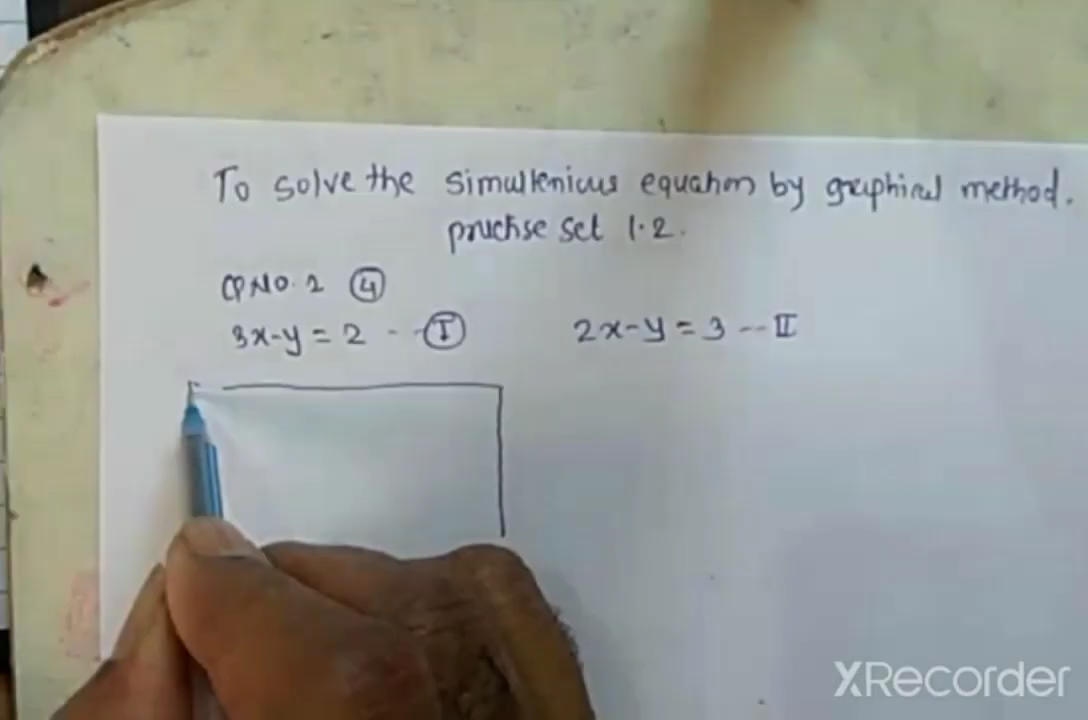 To solve the simultenious equation by graphical method.
practise set 1.2.
Q.NO. 2 (4)
3x-y = 2 -- (I) 2x-y = 3 -- II
XRecorder